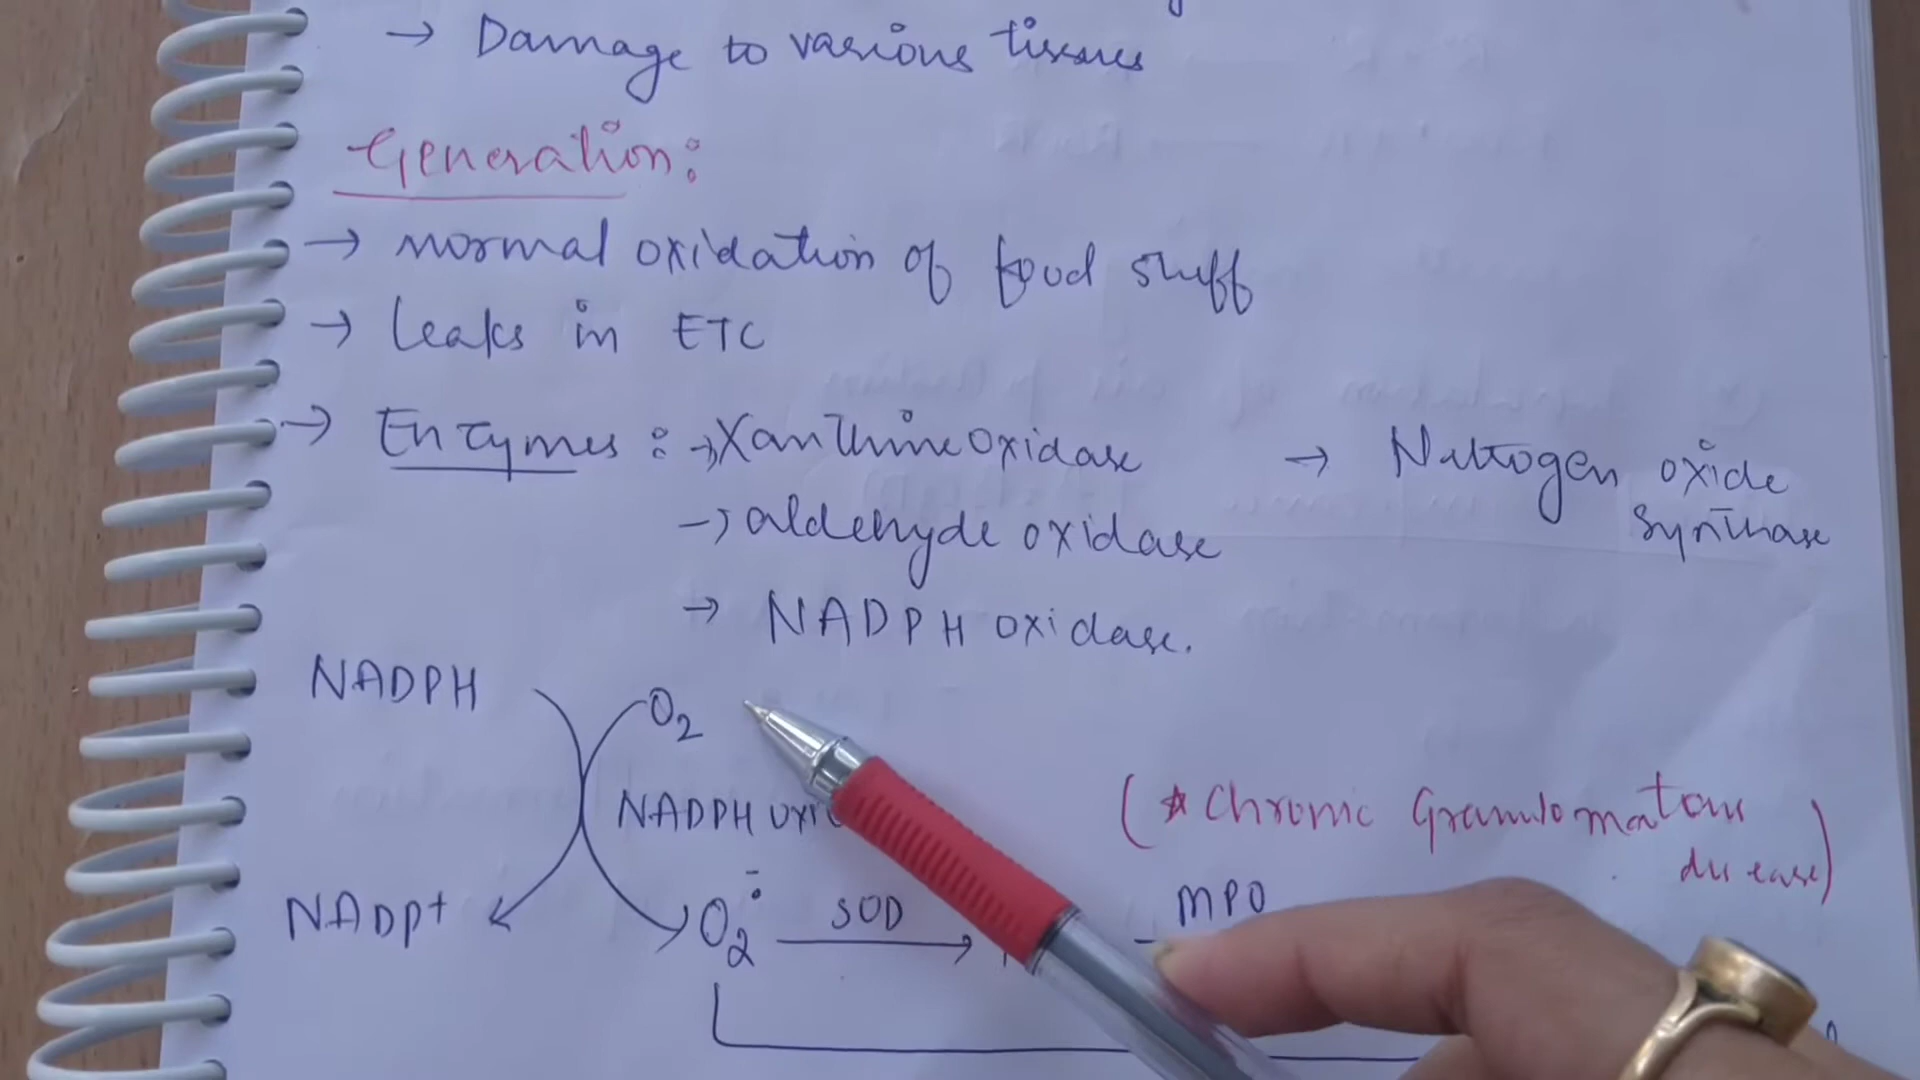 → Damage to various tissues
Generation:
→ normal oxidation of food stuff
→ leaks in ETC
→ Enzymes : → Xanthine oxidase → Nitrogen oxide synthase
→ aldehyde oxidase
→ NADPH oxidase.
NADPH O₂
NADPH
(* Chronic Granulomatous disease)
NADP+ O₂⁻• SOD → MPO